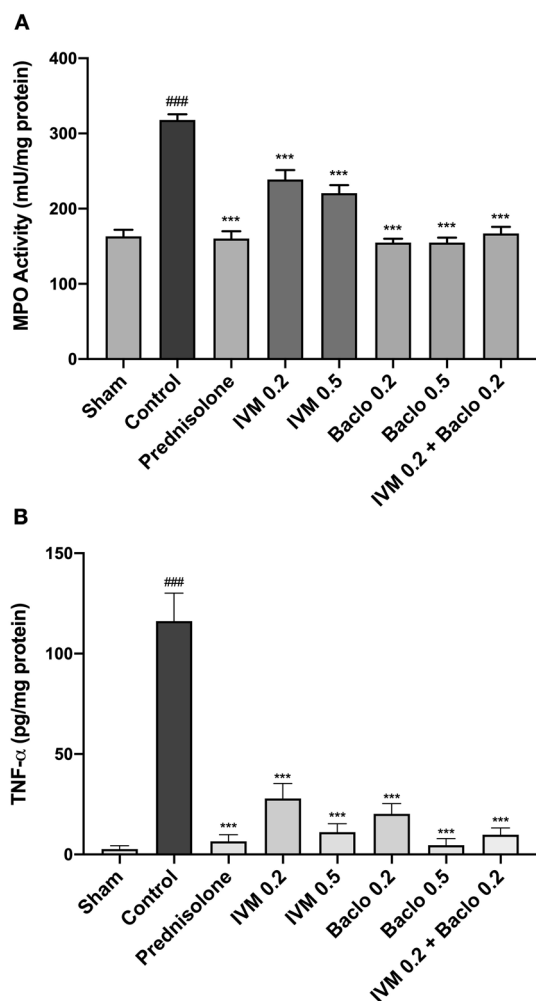 A
MPO Activity (mU/mg protein)
400
300
200
100
0
###
***
***
***
***
***
***
Sham
Control
Prednisolone
IVM 0.2
IVM 0.5
Baclo 0.2
Baclo 0.5
IVM 0.2 + Baclo 0.2
B
TNF-α (pg/mg protein)
150
100
50
0
###
***
***
***
***
***
***
Sham
Control
Prednisolone
IVM 0.2
IVM 0.5
Baclo 0.2
Baclo 0.5
IVM 0.2 + Baclo 0.2